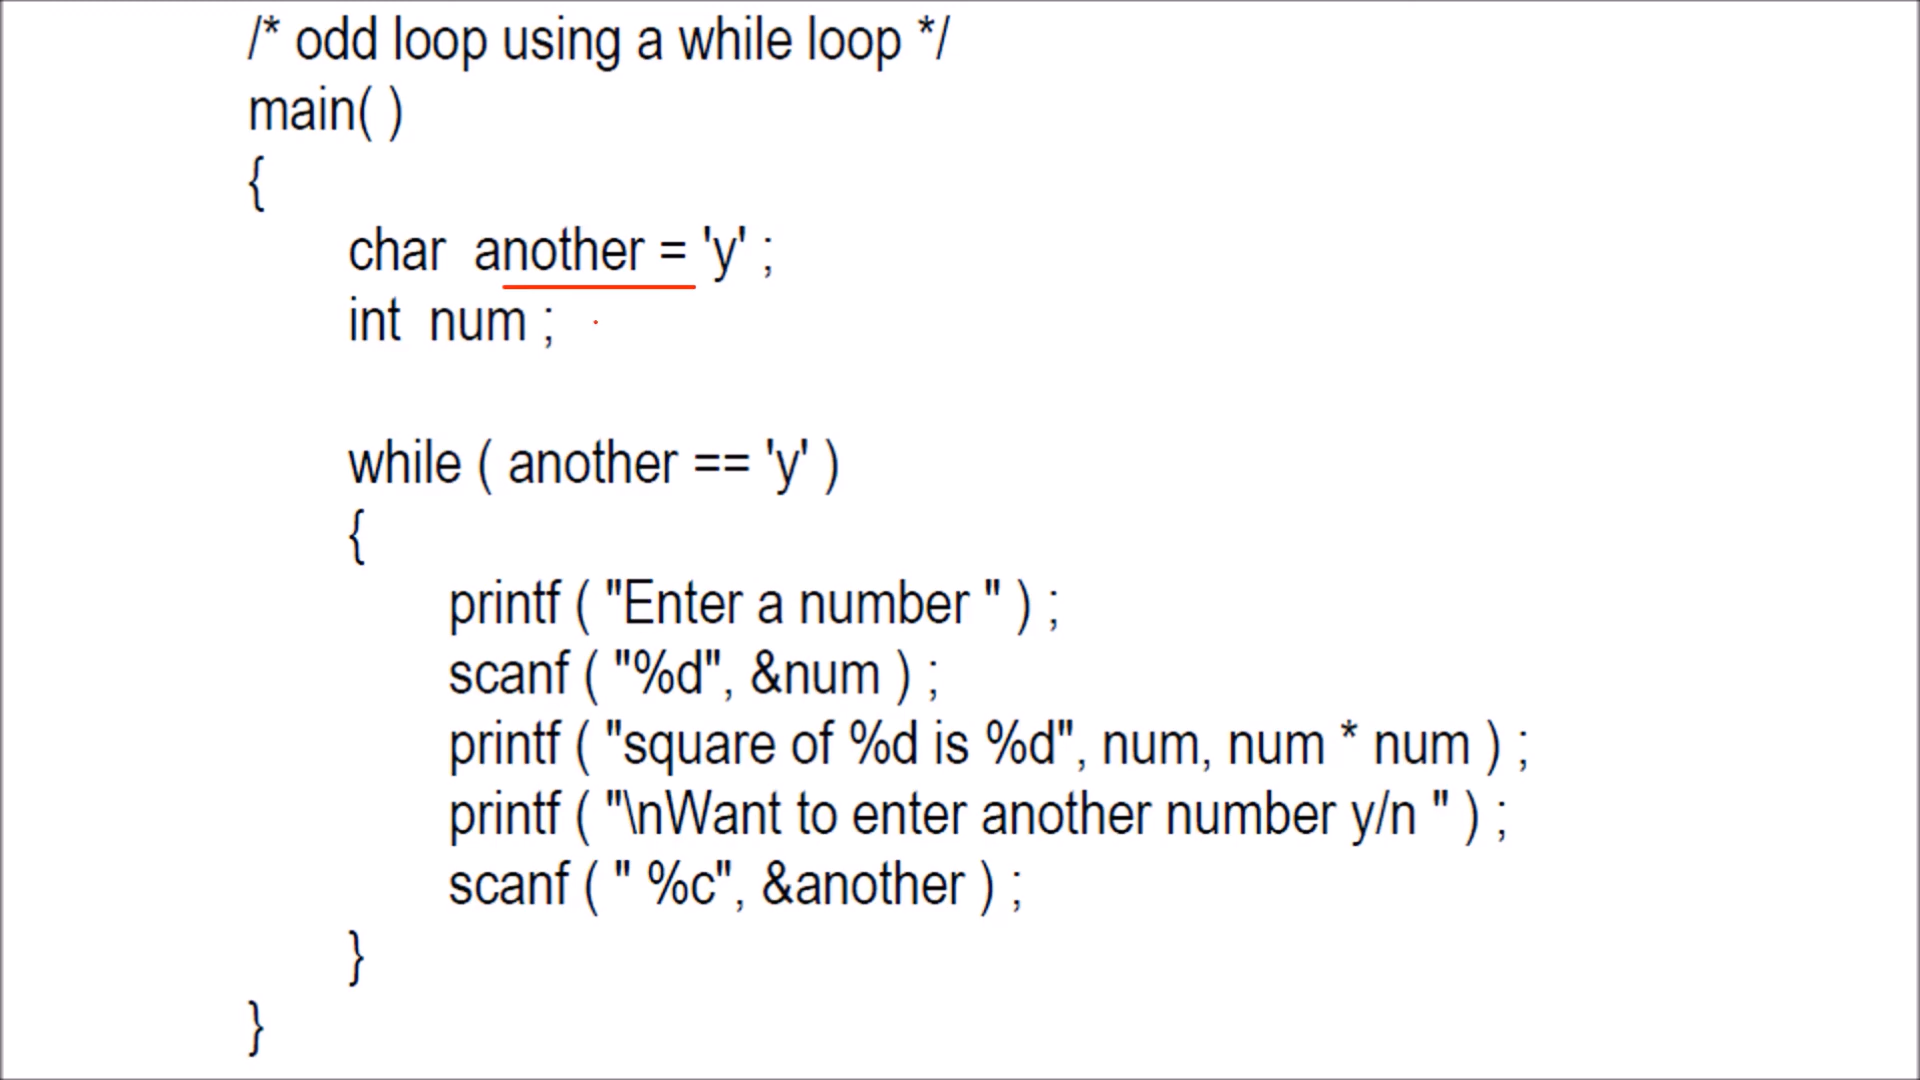 /* odd loop using a while loop */
main( )
{
char another = 'y' ;
int num ;
while ( another == 'y' )
{
printf ( "Enter a number " ) ;
scanf ( "%d", &num ) ;
printf ( "square of %d is %d", num, num * num ) ;
printf ( "\nWant to enter another number y/n " ) ;
scanf ( " %c", &another ) ;
}
}